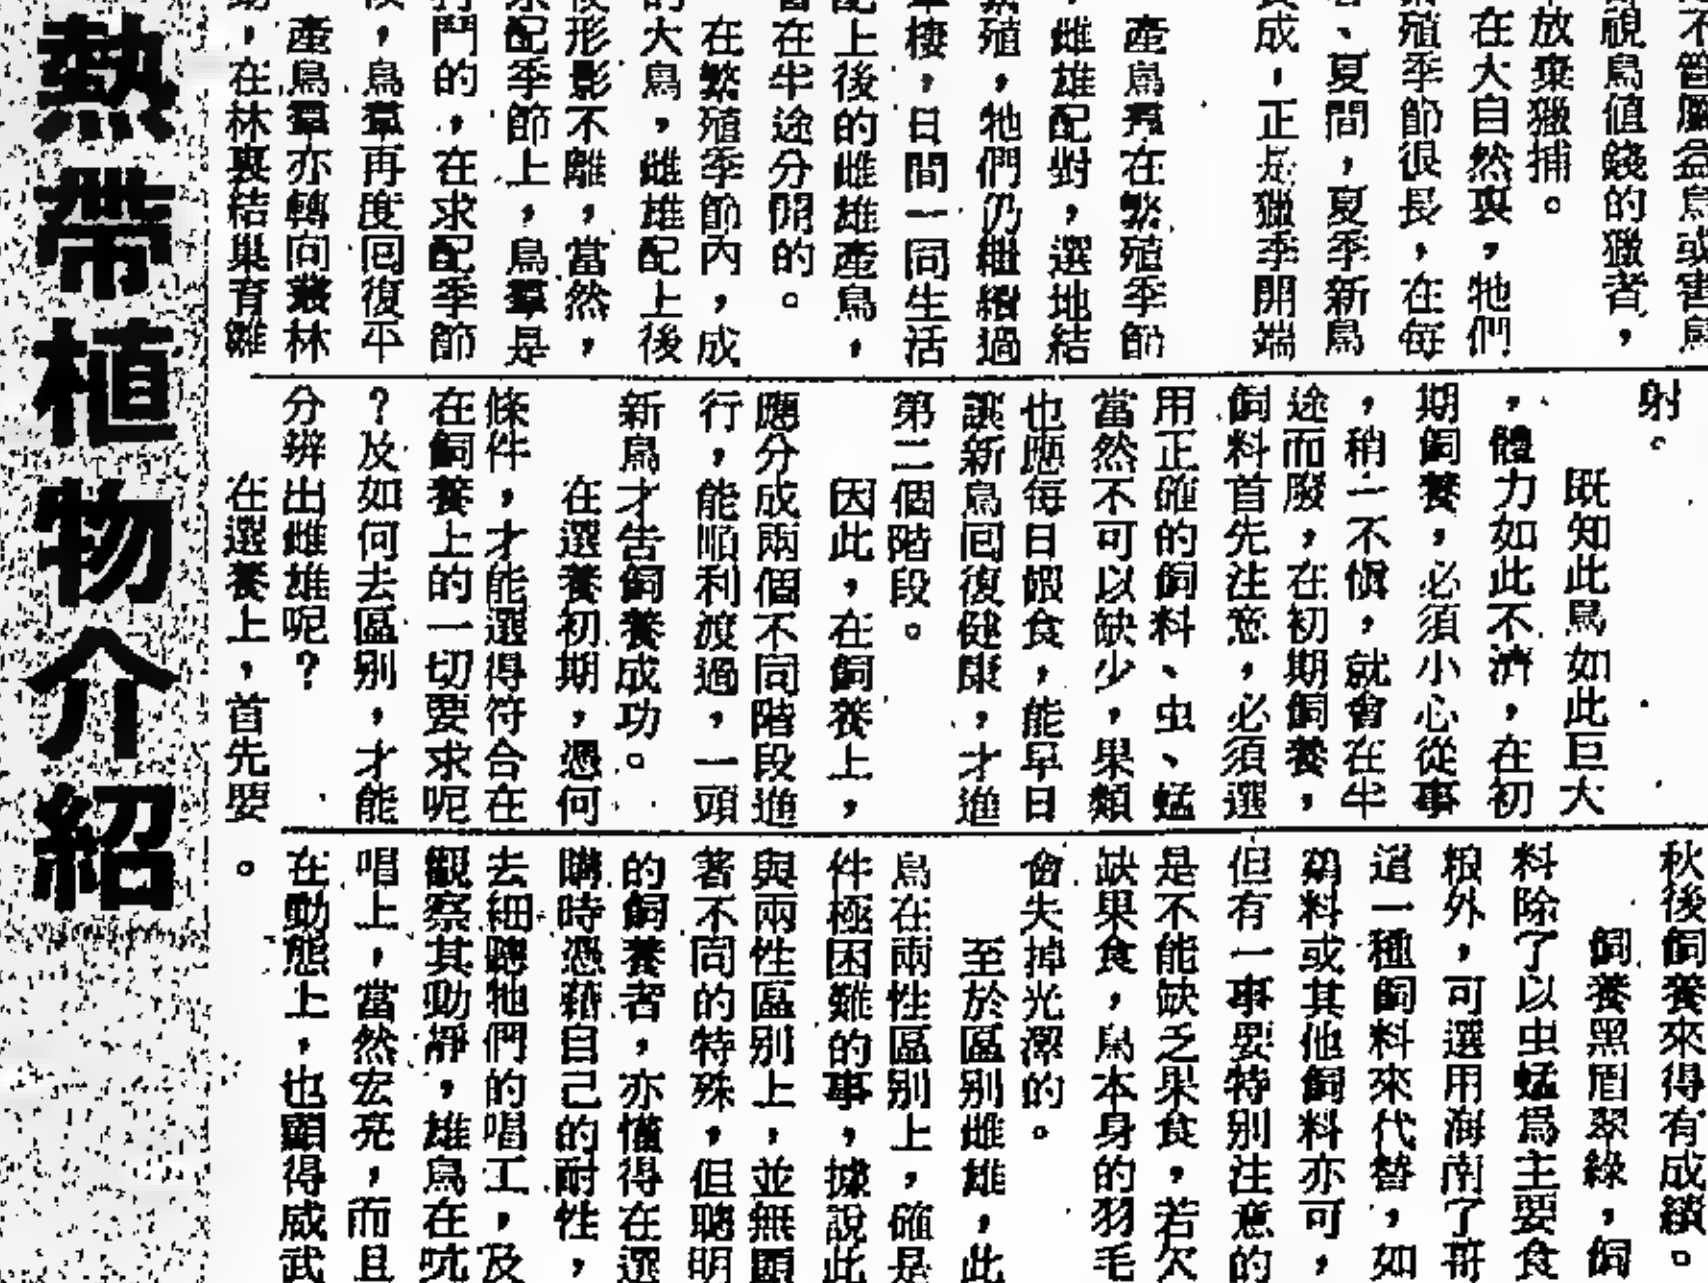 不管
視鳥值錢的獵者，
放棄獵捕。
在大自然裏，牠們
殖季節很長，在每
、夏間，夏季新鳥
成，正是獵季開端
產鳥羣在繁殖季節
，雌雄配對，選地結
殖，牠們仍繼續過
棲，日間一同生活
配上後的雌雄產鳥，
在半途分開的。
在繁殖季節內，成
的大鳥，雌雄配上後
形影不離，當然，
配季節上，鳥羣是
鬥的，在求配季節
，鳥羣再度回復平
產鳥羣亦轉向叢林
，在林裏結巢育雛
射。
既知此鳥如此巨大
，體力如此不濟，在初
期飼養，必須小心從事
，稍一不慎，就會在半
途而廢，在初期飼養，
飼料首先注意，必須選
用正確的飼料、虫、蜢
當然不可以缺少，果類
也應每日餵食，能早日
讓新鳥回復健康，才進
第二個階段。
因此，在飼養上，
應分成兩個不同階段進
行，能順利渡過，一頭
新鳥才告飼養成功。
在選養初期，憑何
條件，才能選得符合在
在飼養上的一切要求呢
？及如何去區別，才能
分辨出雌雄呢？
在選養上，首先要
秋後飼養來得有成績。
飼養黑眉翠綠，飼
料除了以虫蜢為主要食
粮外，可選用海南了哥
道一種飼料來代替，如
鷄料或其他飼料亦可，
但有一事要特別注意的
是不能缺乏果食，若欠
缺果食，鳥本身的羽毛
會失掉光潔的。
至於區別雌雄，此
鳥在兩性區別上，確是
件極困難的事，據說此
與兩性區別上，並無顯
著不同的特殊，但聰明
的飼養者，亦懂得在選
購時憑藉自己的耐性，
去細聽牠們的唱工，及
觀察其動靜，雄鳥在吭
唱上，當然宏亮，而且
在動態上，也顯得威武
。
熱帶植物介紹